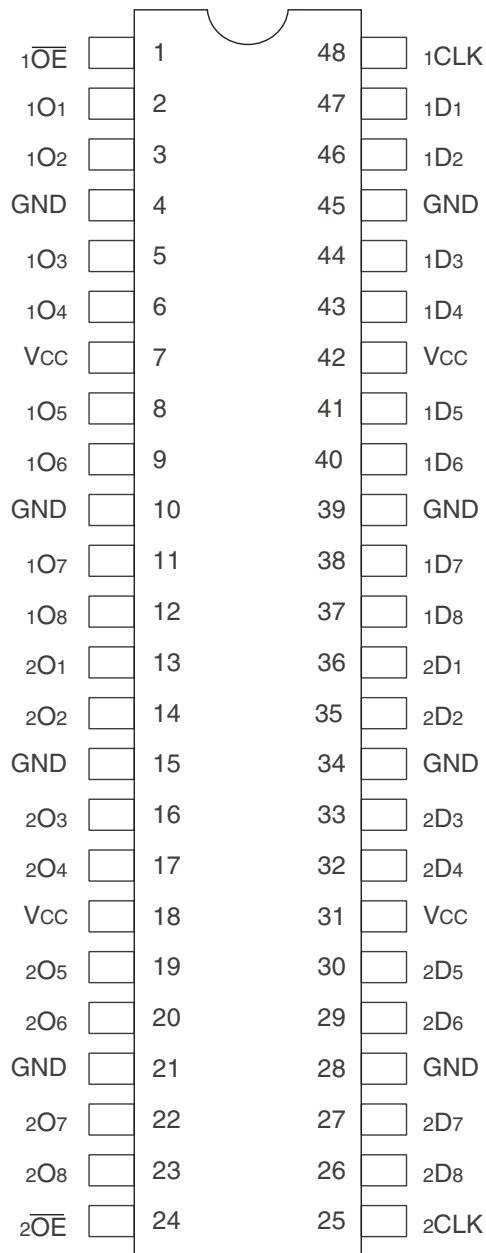 1OE 1 48 1CLK
1O1 2 47 1D1
1O2 3 46 1D2
GND 4 45 GND
1O3 5 44 1D3
1O4 6 43 1D4
VCC 7 42 VCC
1O5 8 41 1D5
1O6 9 40 1D6
GND 10 39 GND
1O7 11 38 1D7
1O8 12 37 1D8
2O1 13 36 2D1
2O2 14 35 2D2
GND 15 34 GND
2O3 16 33 2D3
2O4 17 32 2D4
VCC 18 31 VCC
2O5 19 30 2D5
2O6 20 29 2D6
GND 21 28 GND
2O7 22 27 2D7
2O8 23 26 2D8
2OE 24 25 2CLK